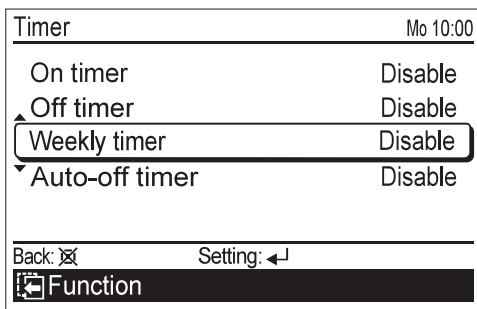 Timer Mo 10:00
On timer Disable
Off timer Disable
Weekly timer Disable
Auto-off timer Disable
Back: Setting:
Function